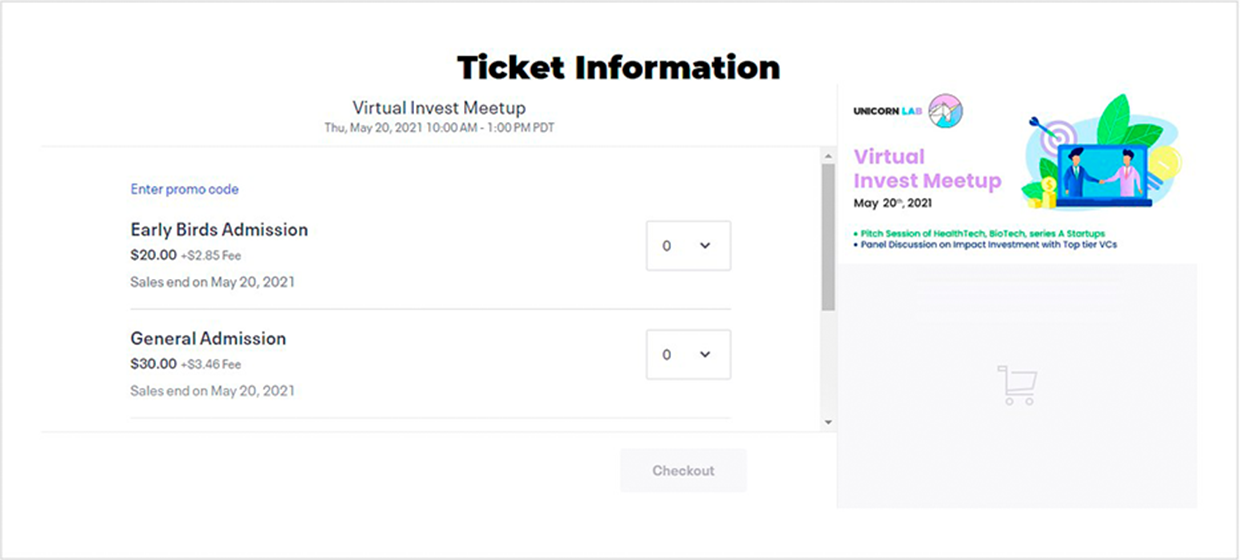 Ticket Information
Virtual Invest Meetup
Thu, May 20, 2021 10:00 AM - 1:00 PM PDT
Enter promo code
Early Birds Admission
0
$20.00 +$2.85 Fee
Sales end on May 20, 2021
General Admission
0
$30.00 +$3.46 Fee
Sales end on May 20, 2021
Checkout
UNICORN LAB
Virtual
Invest Meetup
May 20th, 2021
• Pitch Session of HealthTech, BioTech, series A Startups
• Panel Discussion on Impact Investment with Top tier VCs